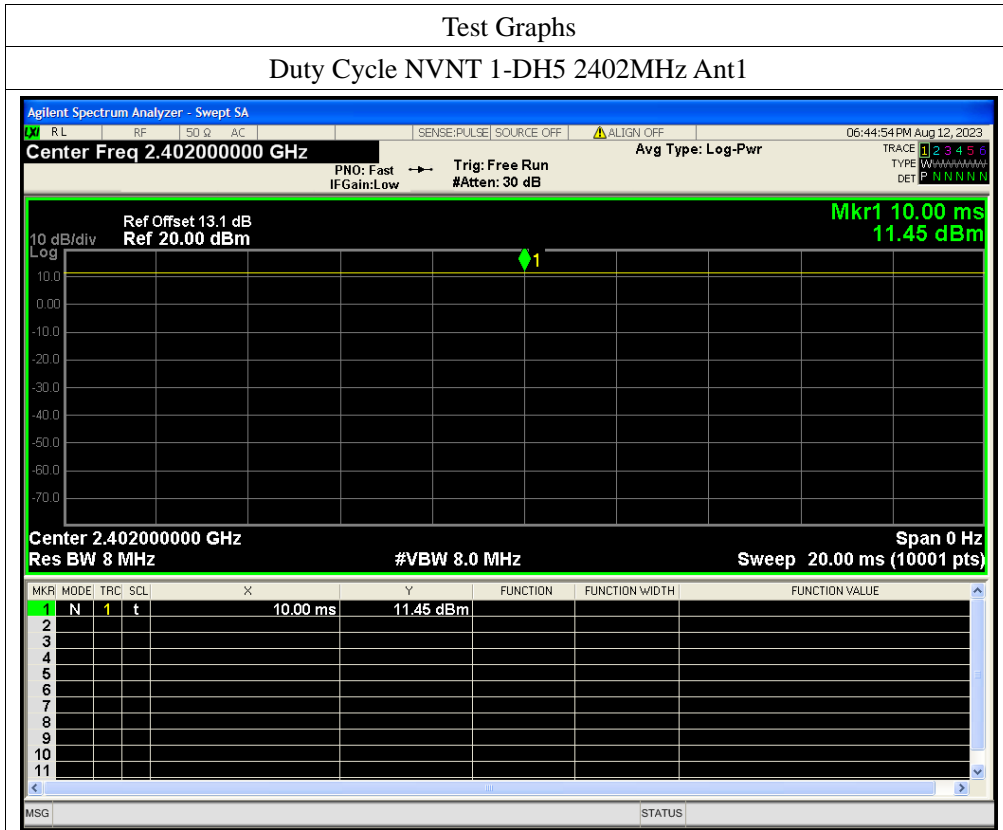 Test Graphs
Duty Cycle NVNT 1-DH5 2402MHz Ant1
Agilent Spectrum Analyzer - Swept SA
LXI RL RF 50 Ω AC SENSE:PULSE SOURCE OFF ALIGN OFF 06:44:54 PM Aug 12, 2023
Center Freq 2.402000000 GHz Avg Type: Log-Pwr TRACE 1 2 3 4 5 6
PNO: Fast Trig: Free Run TYPE WWWWWW
IFGain:Low #Atten: 30 dB DET P N N N N N
Mkr1 10.00 ms
11.45 dBm
Ref Offset 13.1 dB
10 dB/div Ref 20.00 dBm
Log
1
10.0
0.00
-10.0
-20.0
-30.0
-40.0
-50.0
-60.0
-70.0
Center 2.402000000 GHz Span 0 Hz
Res BW 8 MHz #VBW 8.0 MHz Sweep 20.00 ms (10001 pts)
MKR MODE TRC SCL X Y FUNCTION FUNCTION WIDTH FUNCTION VALUE
1 N 1 t 10.00 ms 11.45 dBm
2
3
4
5
6
7
8
9
10
11
MSG STATUS